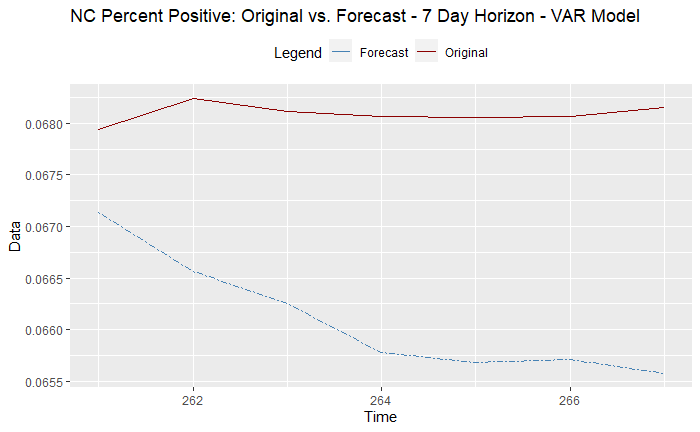 NC Percent Positive: Original vs. Forecast - 7 Day Horizon - VAR Model
Legend Forecast Original
0.0680
0.0675
0.0670
0.0665
0.0660
0.0655
Data
262 264 266
Time